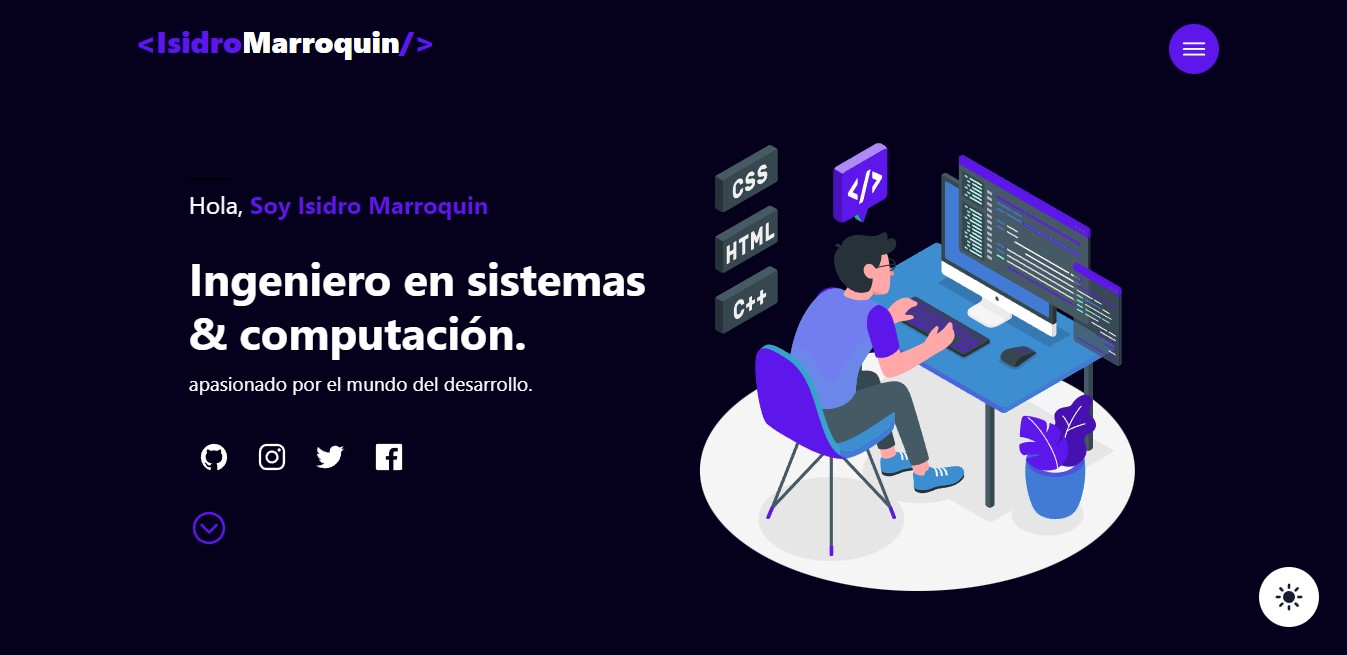 <IsidroMarroquin/>
Hola, Soy Isidro Marroquin
Ingeniero en sistemas
& computación.
apasionado por el mundo del desarrollo.
CSS
</>
HTML
C++